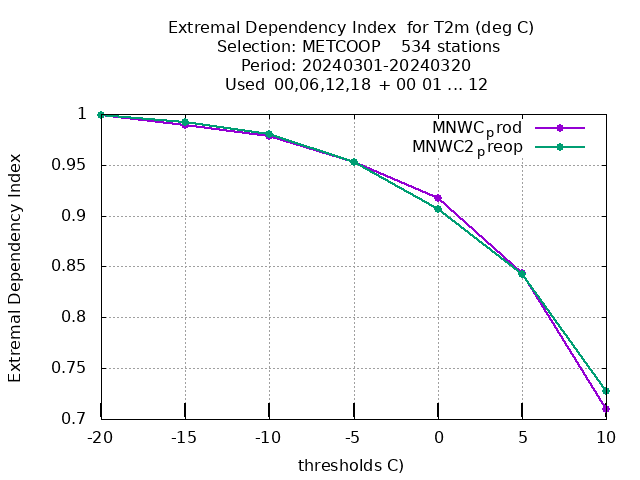 Extremal Dependency Index  for T2m (deg C)
Selection: METCOOP    534 stations
Period: 20240301-20240320
Used  00,06,12,18 + 00 01 ... 12
MNWCprod
MNWC2preop
Extremal Dependency Index
1
0.95
0.9
0.85
0.8
0.75
0.7
-20 -15 -10 -5 0 5 10
thresholds C)